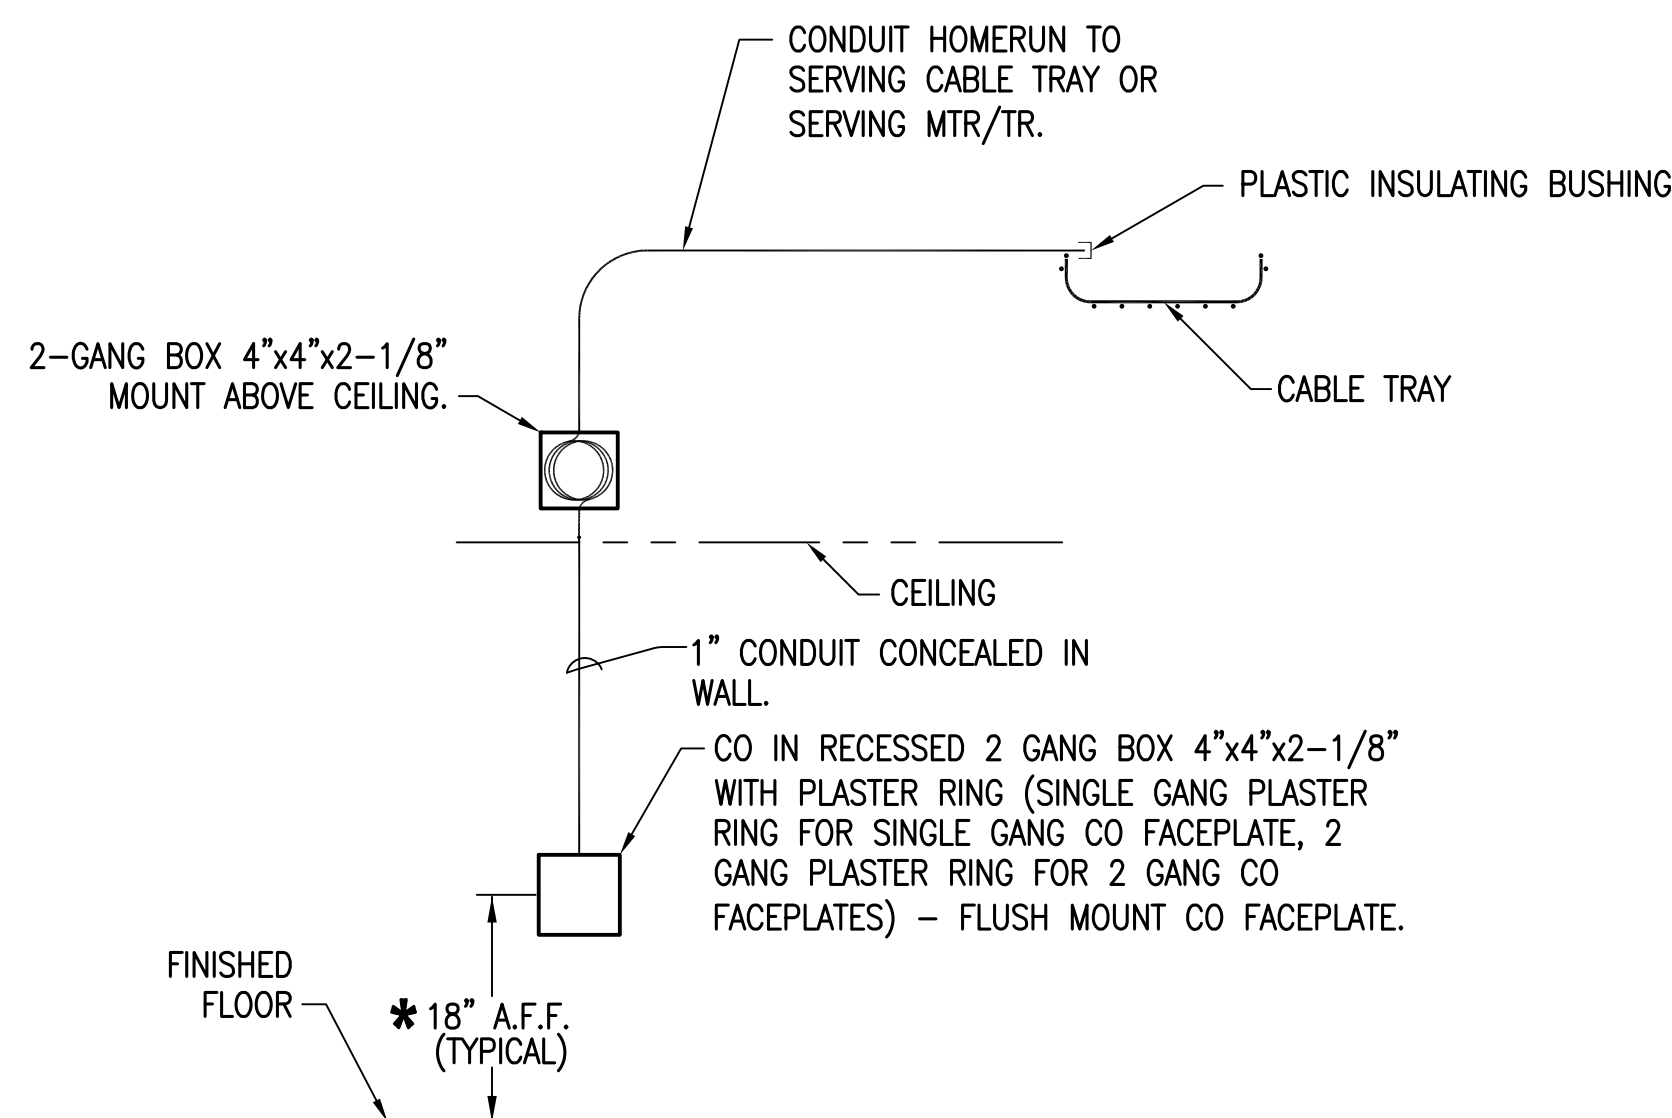 CONDUIT HOMERUN TO
SERVING CABLE TRAY OR
SERVING MTR/TR.
PLASTIC INSULATING BUSHING
2-GANG BOX 4"x4"x2-1/8"
MOUNT ABOVE CEILING.
CABLE TRAY
CEILING
1" CONDUIT CONCEALED IN
WALL.
CO IN RECESSED 2 GANG BOX 4"x4"x2-1/8"
WITH PLASTER RING (SINGLE GANG PLASTER
RING FOR SINGLE GANG CO FACEPLATE, 2
GANG PLASTER RING FOR 2 GANG CO
FACEPLATES) - FLUSH MOUNT CO FACEPLATE.
FINISHED
FLOOR
* 18" A.F.F.
(TYPICAL)